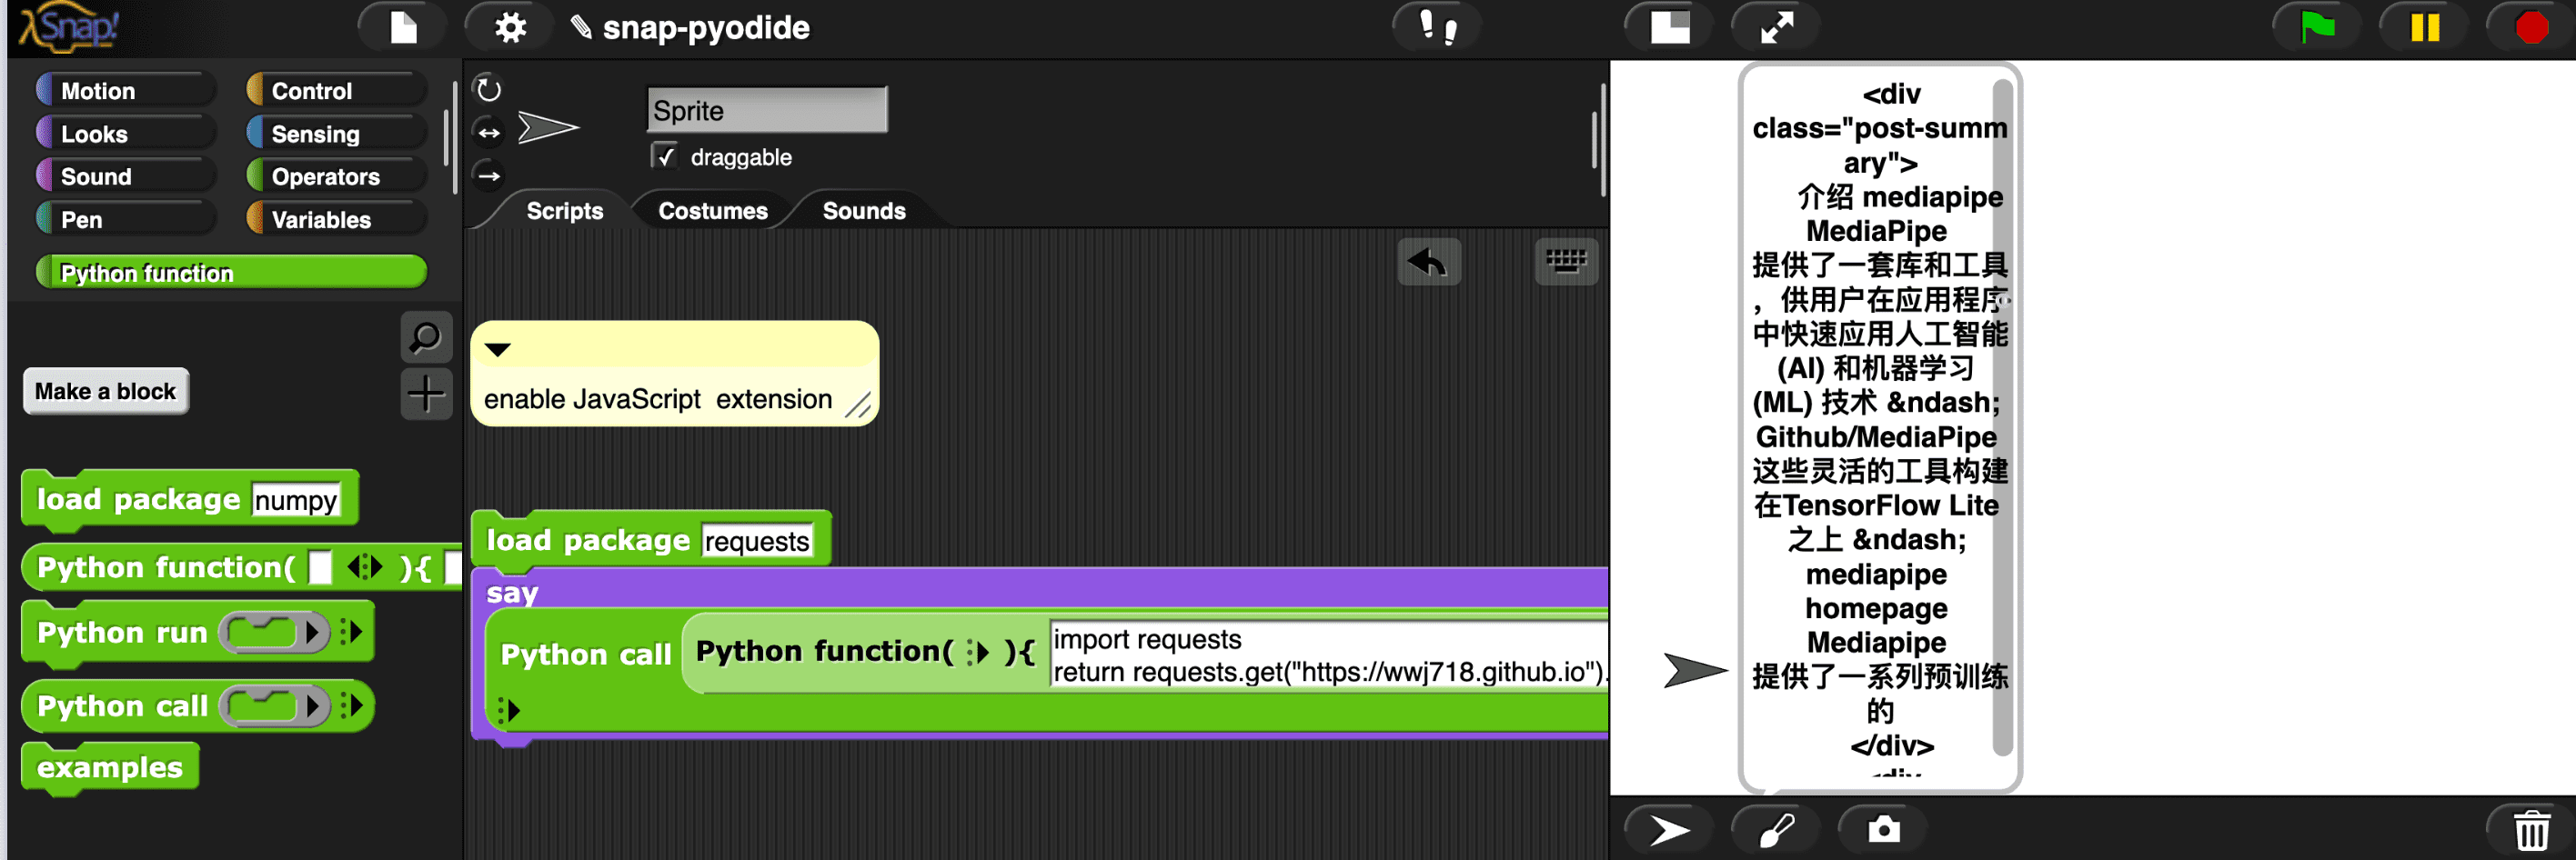 λSnap!
snap-pyodide
Motion
Control
Looks
Sensing
Sound
Operators
Pen
Variables
Python function
Make a block
load package numpy
Python function( ){
Python run
Python call
examples
Sprite
draggable
Scripts
Costumes
Sounds
enable JavaScript extension
load package requests
say
Python call Python function( ){
import requests
return requests.get("https://wwj718.github.io").
<div
class="post-summ
ary">
介绍 mediapipe
MediaPipe
提供了一套库和工具
，供用户在应用程序
中快速应用人工智能
(AI) 和机器学习
(ML) 技术 &ndash;
Github/MediaPipe
这些灵活的工具构建
在TensorFlow Lite
之上 &ndash;
mediapipe
homepage
Mediapipe
提供了一系列预训练
的
</div>
<div